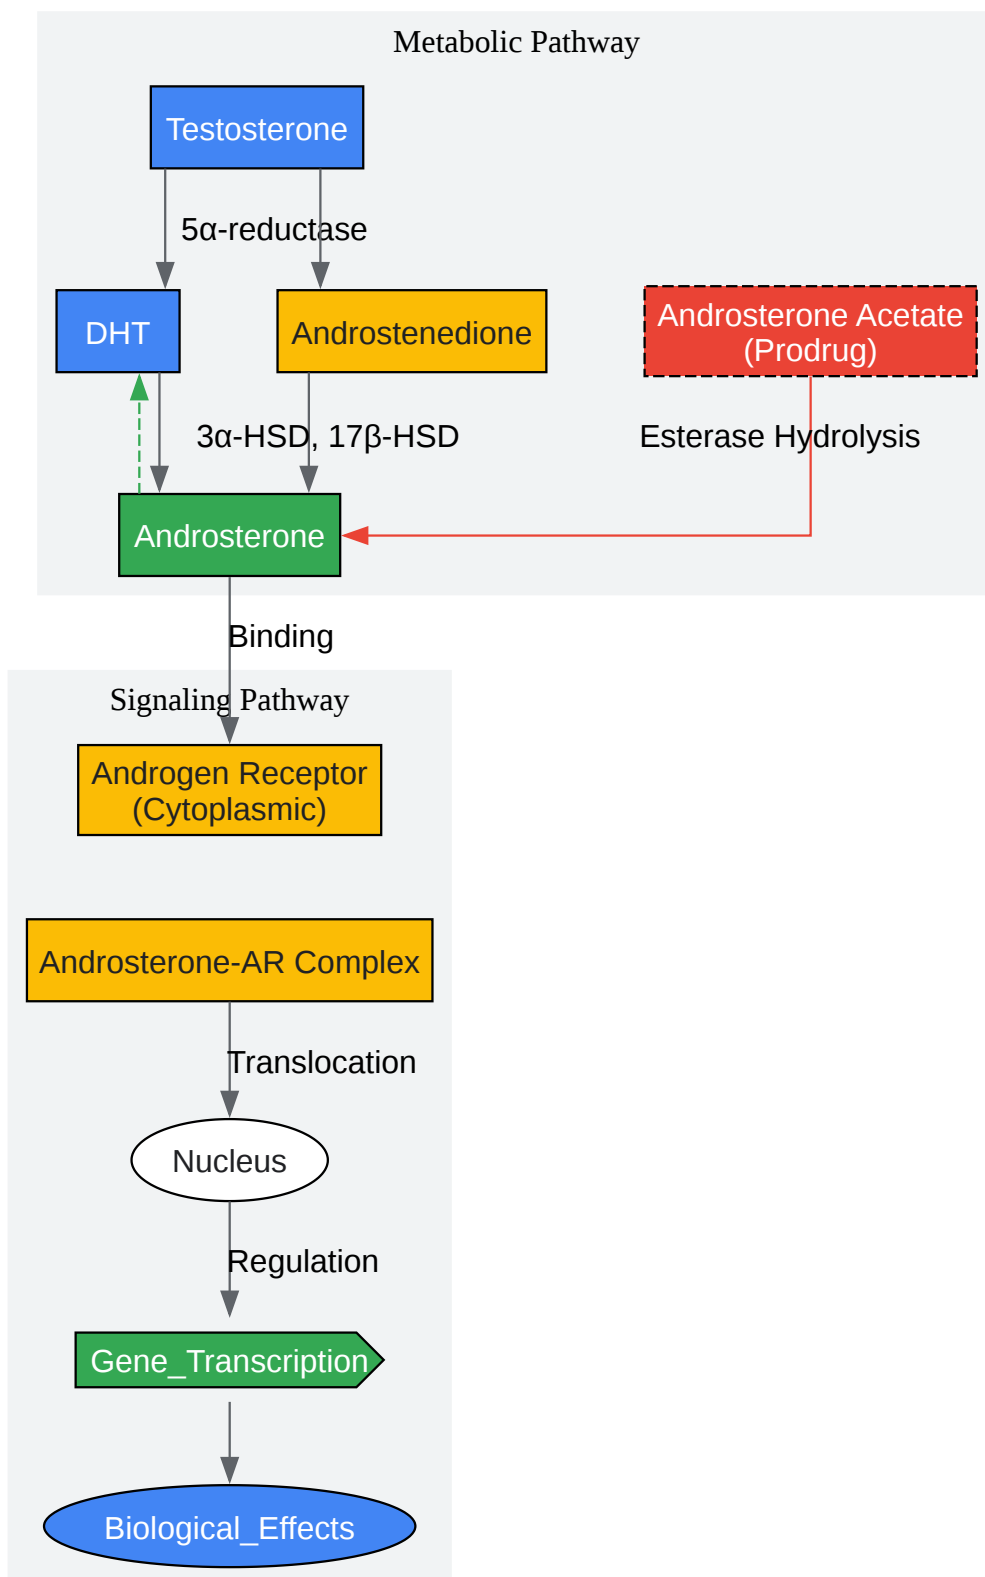 Metabolic Pathway
Testosterone
5α-reductase
DHT
Androstenedione
Androsterone Acetate
(Prodrug)
3α-HSD, 17β-HSD
Esterase Hydrolysis
Androsterone
Binding
Signaling Pathway
Androgen Receptor
(Cytoplasmic)
Androsterone-AR Complex
Translocation
Nucleus
Regulation
Gene_Transcription
Biological_Effects